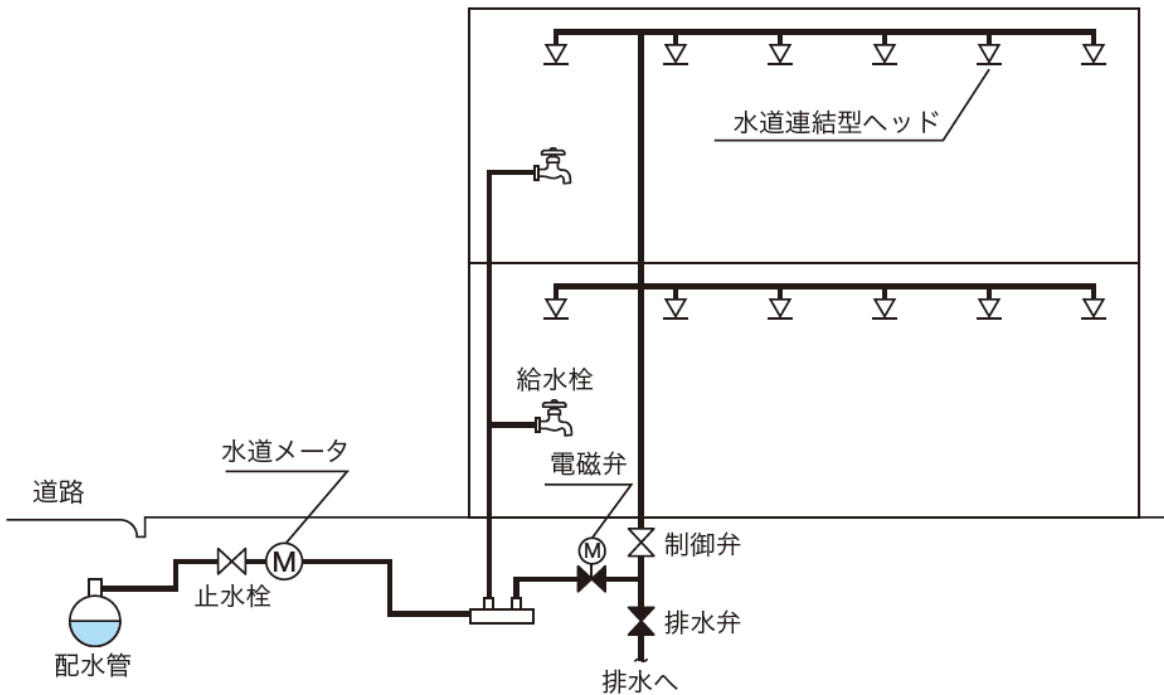 水道連結型ヘッド
給水栓
水道メータ
電磁弁
道路
M
制御弁
M
止水栓
排水弁
配水管
排水へ